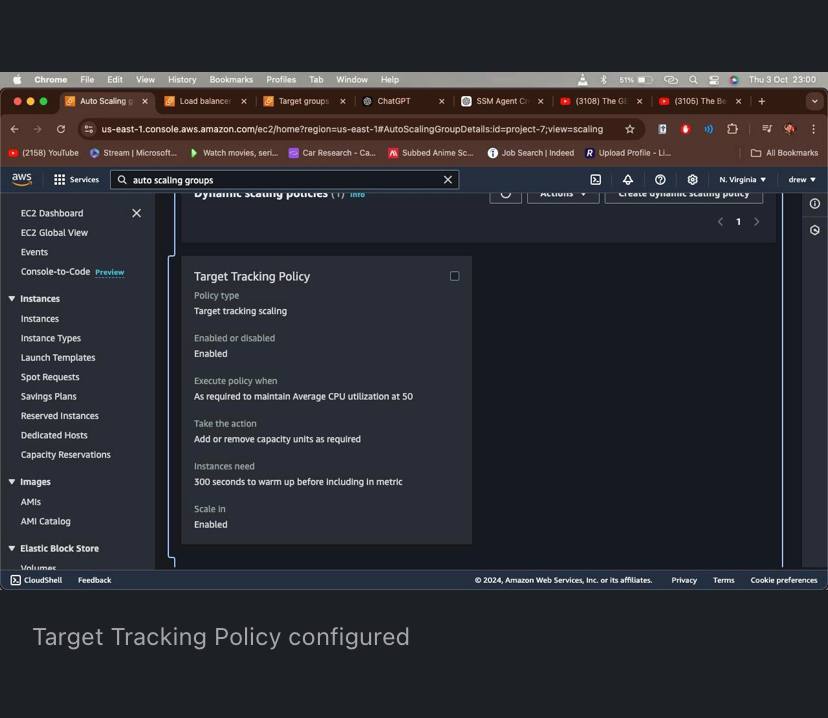 Chrome File Edit View History Bookmarks Profiles Tab Window Help 51% Thu 3 Oct 23:00
Auto Scaling g Load balancer Target groups ChatGPT SSM Agent Cr (3108) The GE (3105) The Be
us-east-1.console.aws.amazon.com/ec2/home?region=us-east-1#AutoScalingGroupDetails:id=project-7;view=scaling
(2158) YouTube Stream | Microsoft... Watch movies, seri... Car Research - Ca... Subbed Anime Sc... Job Search | Indeed Upload Profile - Li... All Bookmarks
aws Services auto scaling groups N. Virginia drew
Dynamic scaling policies (1) Info Actions Create dynamic scaling policy
1
EC2 Dashboard
EC2 Global View
Events
Console-to-Code Preview
Instances
Instances
Instance Types
Launch Templates
Spot Requests
Savings Plans
Reserved Instances
Dedicated Hosts
Capacity Reservations
Images
AMIs
AMI Catalog
Elastic Block Store
Volumes
Target Tracking Policy
Policy type
Target tracking scaling
Enabled or disabled
Enabled
Execute policy when
As required to maintain Average CPU utilization at 50
Take the action
Add or remove capacity units as required
Instances need
300 seconds to warm up before including in metric
Scale in
Enabled
CloudShell Feedback © 2024, Amazon Web Services, Inc. or its affiliates. Privacy Terms Cookie preferences
Target Tracking Policy configured